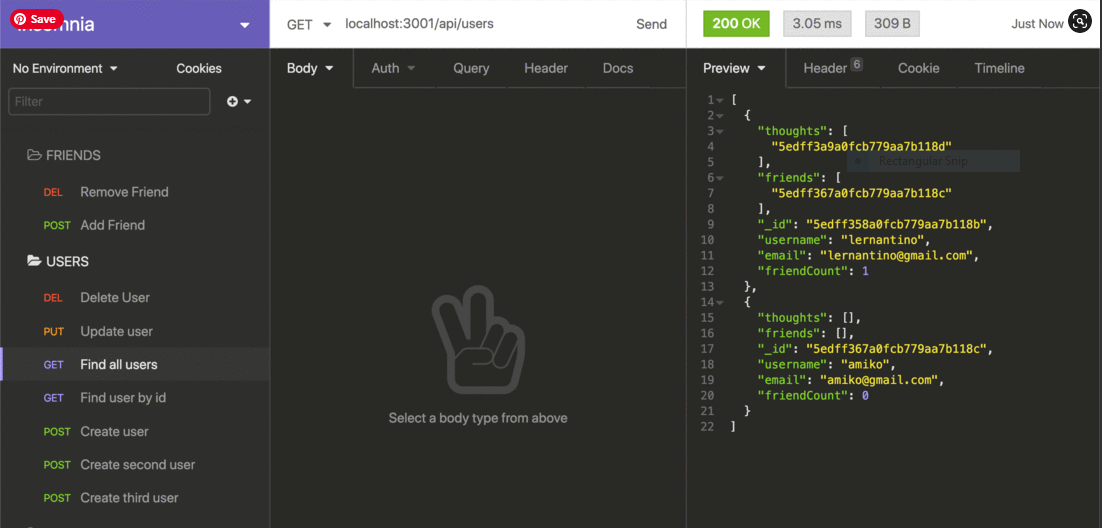 Save
insomnia
No Environment
Cookies
Filter
FRIENDS
DEL Remove Friend
POST Add Friend
USERS
DEL Delete User
PUT Update user
GET Find all users
GET Find user by id
POST Create user
POST Create second user
POST Create third user
GET localhost:3001/api/users Send
Body Auth Query Header Docs
Select a body type from above
200 OK 3.05 ms 309 B Just Now
Preview Header 6 Cookie Timeline
1 [
2 {
3 "thoughts": [
4 "5edff3a9a0fcb779aa7b118d"
5 ],
6 "friends": [
7 "5edff367a0fcb779aa7b118c"
8 ],
9 "_id": "5edff358a0fcb779aa7b118b",
10 "username": "lernantino",
11 "email": "lernantino@gmail.com",
12 "friendCount": 1
13 },
14 {
15 "thoughts": [],
16 "friends": [],
17 "_id": "5edff367a0fcb779aa7b118c",
18 "username": "amiko",
19 "email": "amiko@gmail.com",
20 "friendCount": 0
21 }
22 ]
Rectangular Snip